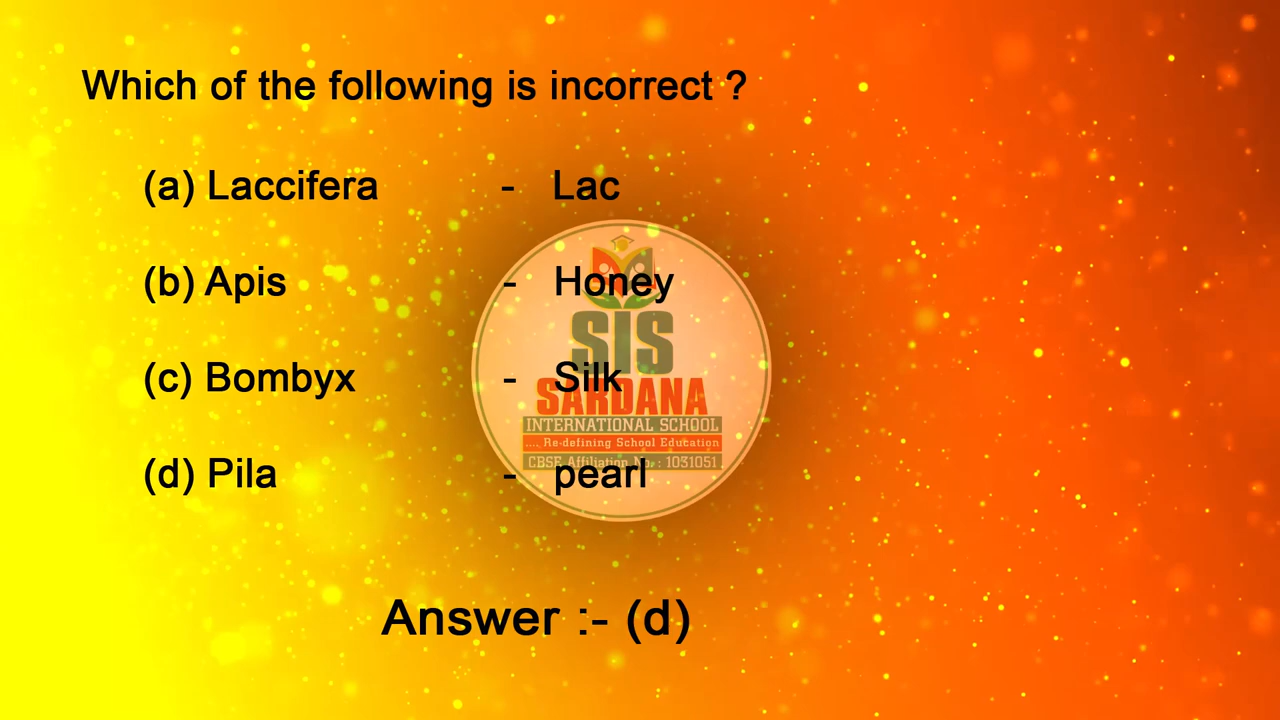 Which of the following is incorrect ?
(a) Laccifera - Lac
(b) Apis - Honey
SIS
(c) Bombyx - Silk
SARDANA
INTERNATIONAL SCHOOL
.... Re-defining School Education
CBSE Affiliation No.: 1031051
(d) Pila - pearl
Answer :- (d)